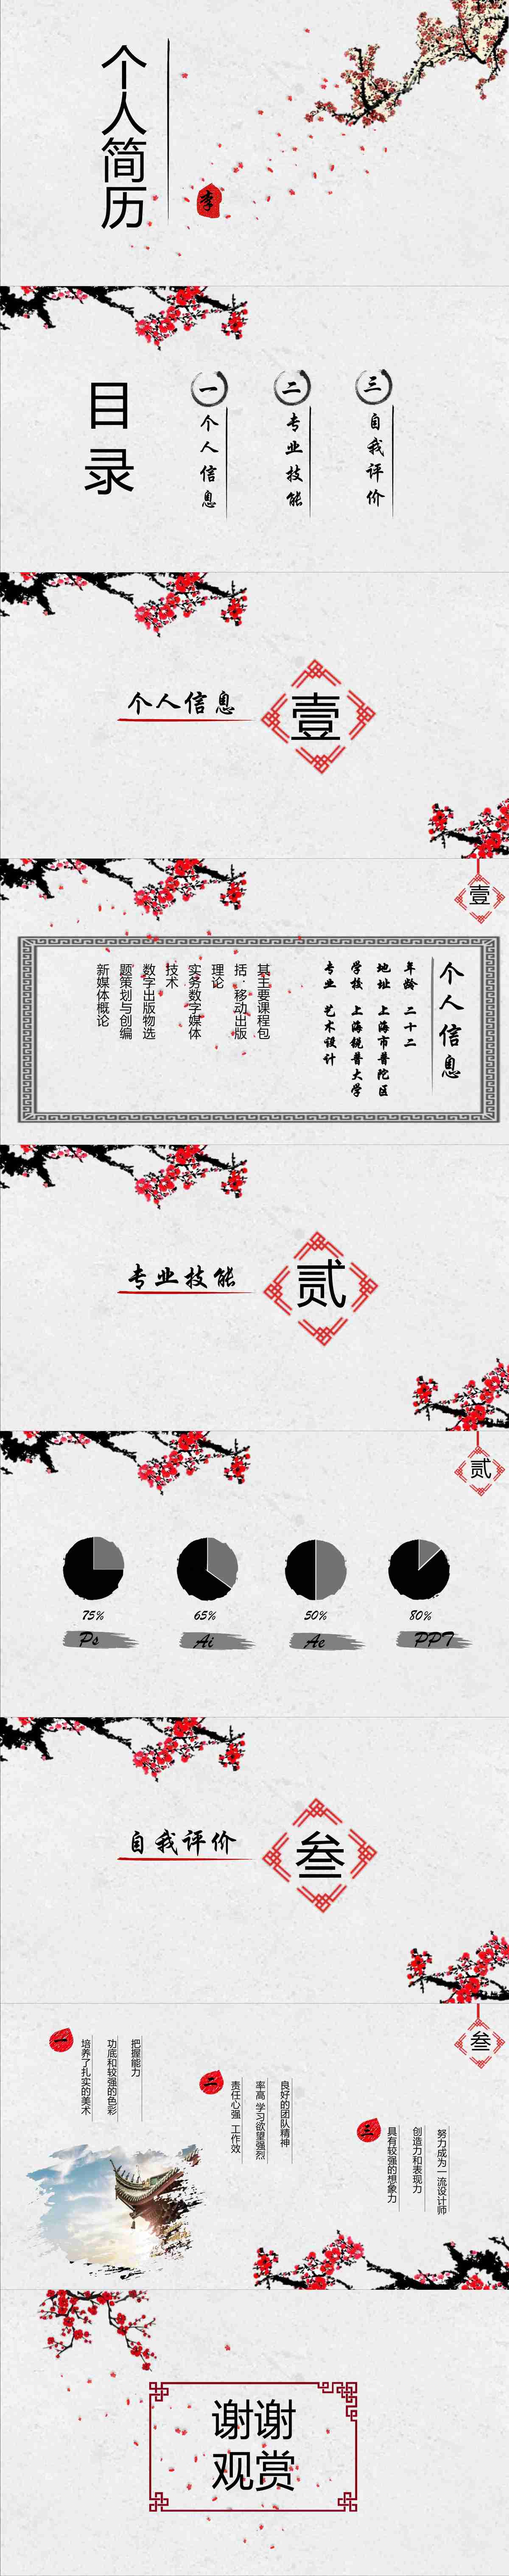 个人简历
李
目录
一
个人信息
二
专业技能
三
自我评价
个人信息
壹
壹
个人信息
年龄 二十二
地址 上海市普陀区
学校 上海锐普大学
专业 艺术设计
其主要课程包
括：移动出版
理论
实务数字媒体
技术
数字出版物选
题策划与创编
新媒体概论
专业技能
贰
贰
75%
Ps
65%
Ai
50%
Ae
80%
PPT
自我评价
叁
叁
一
培养了扎实的美术
功底和较强的色彩
把握能力
二
责任心强 工作效
率高 学习欲望强烈
良好的团队精神
三
具有较强的想象力
创造力和表现力
努力成为一流设计师
谢谢
观赏